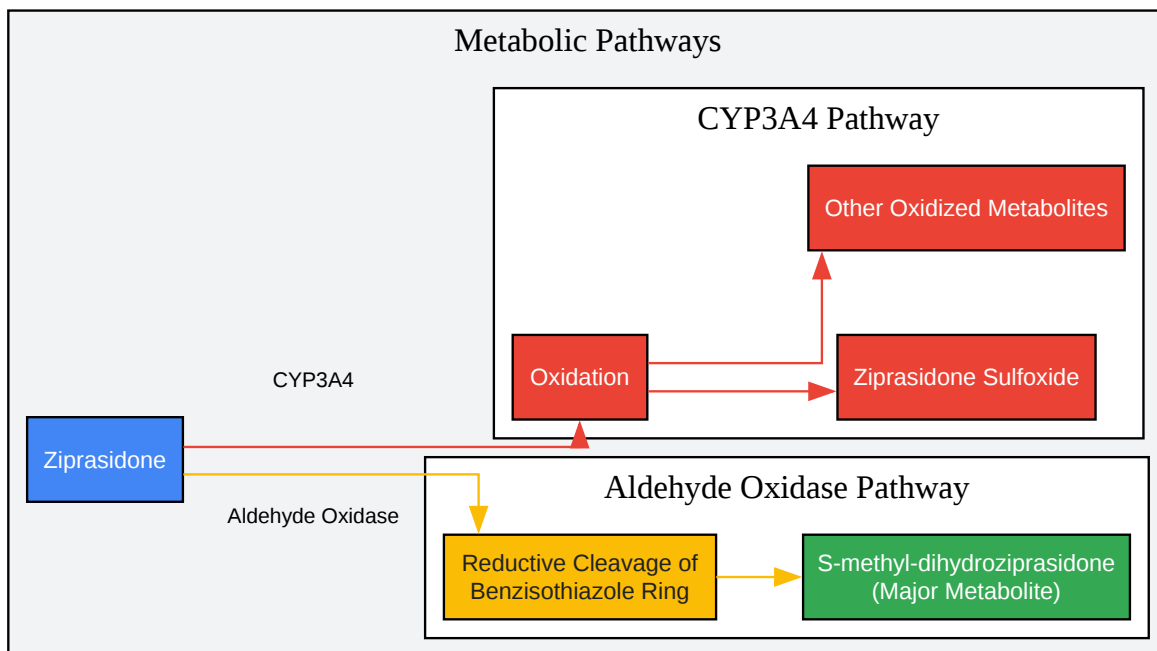 Metabolic Pathways
CYP3A4 Pathway
Other Oxidized Metabolites
Oxidation
Ziprasidone Sulfoxide
CYP3A4
Ziprasidone
Aldehyde Oxidase
Aldehyde Oxidase Pathway
Reductive Cleavage of
Benzisothiazole Ring
S-methyl-dihydroziprasidone
(Major Metabolite)